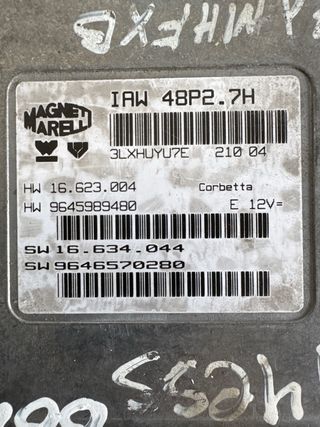 MAGNETI
MARELLI
IAW 48P2.7H
3LXHUYU7E 210 04
HW 16.623.004 Corbetta
HW 9645989480 E 12V=
SW 16.634.044
SW 9646570280